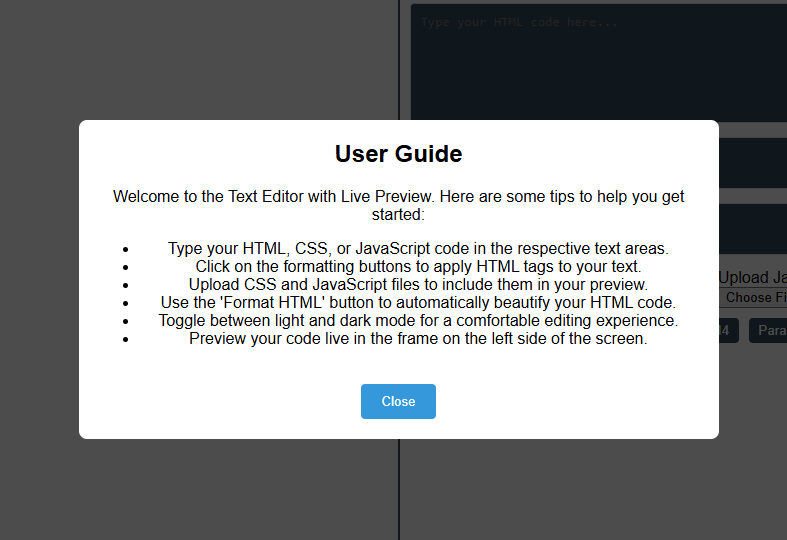 Type your HTML code here...
User Guide
Welcome to the Text Editor with Live Preview. Here are some tips to help you get
started:
Type your HTML, CSS, or JavaScript code in the respective text areas.
Click on the formatting buttons to apply HTML tags to your text.
Upload CSS and JavaScript files to include them in your preview.
Use the 'Format HTML' button to automatically beautify your HTML code.
Toggle between light and dark mode for a comfortable editing experience.
Preview your code live in the frame on the left side of the screen.
Close
Upload Ja
Choose Fi
Para